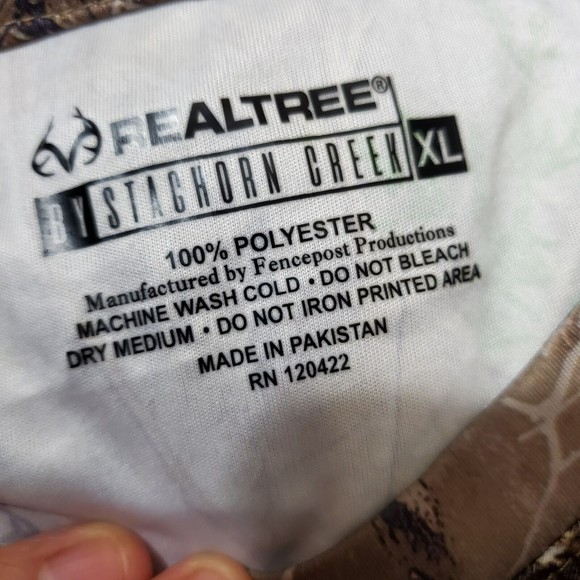 REALTREE®
BY STAGHORN CREEK XL
100% POLYESTER
Manufactured by Fencepost Productions
MACHINE WASH COLD • DO NOT BLEACH
DRY MEDIUM • DO NOT IRON PRINTED AREA
MADE IN PAKISTAN
RN 120422